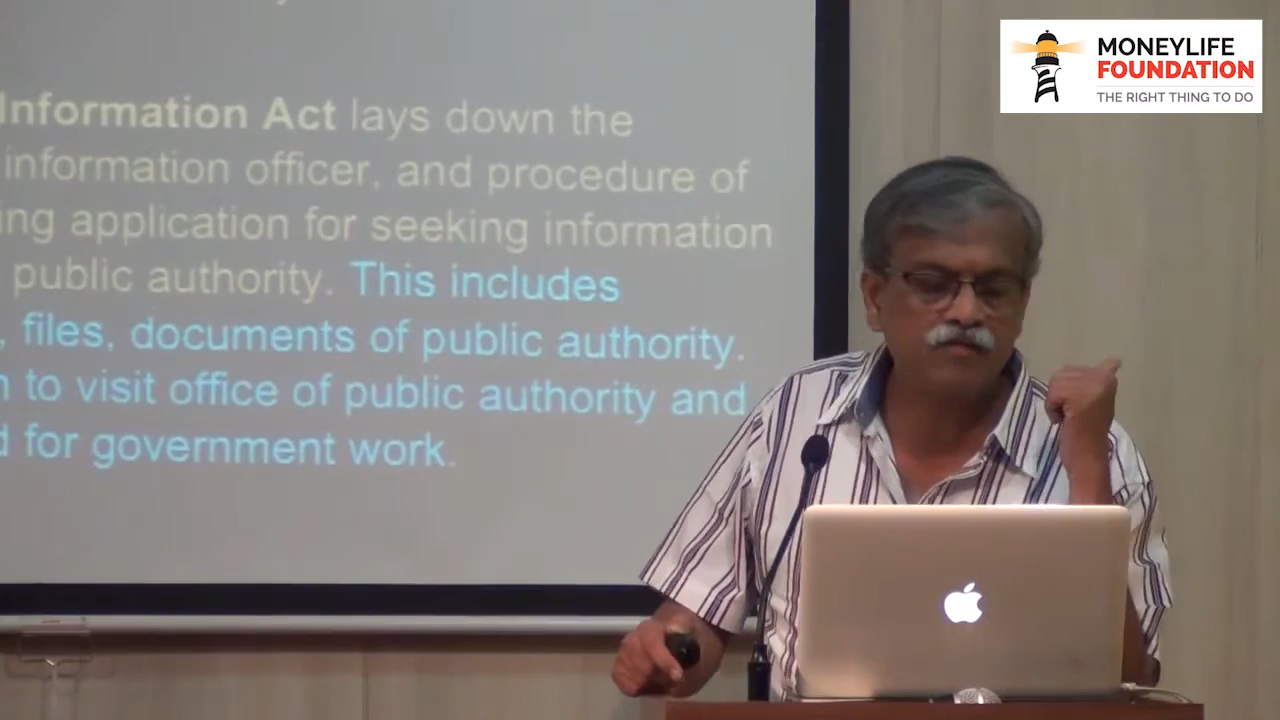 Information Act lays down the
information officer, and procedure of
ing application for seeking information
public authority. This includes
, files, documents of public authority.
to visit office of public authority and
for government work.
MONEYLIFE
FOUNDATION
THE RIGHT THING TO DO